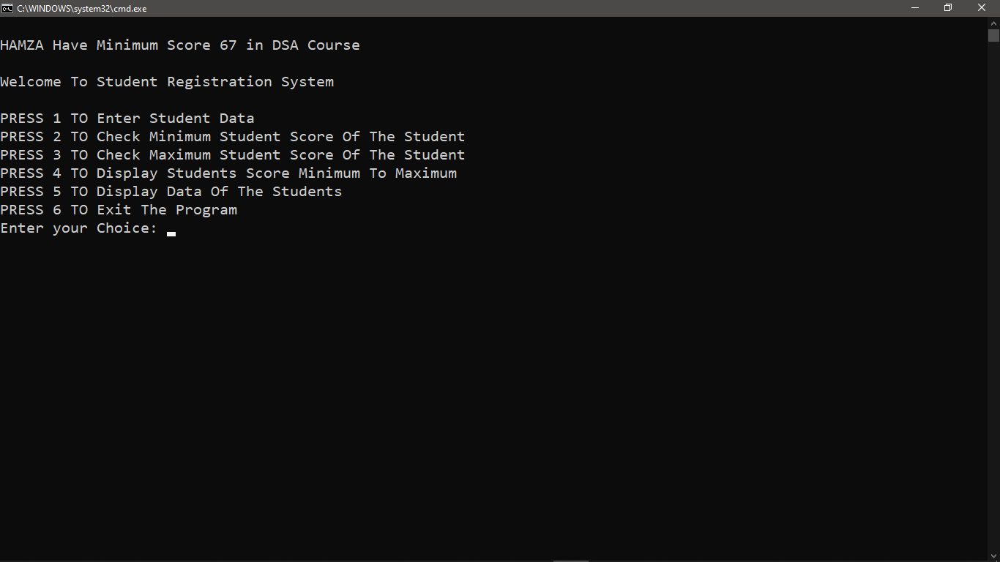 C:\WINDOWS\system32\cmd.exe
HAMZA Have Minimum Score 67 in DSA Course
Welcome To Student Registration System
PRESS 1 TO Enter Student Data
PRESS 2 TO Check Minimum Student Score Of The Student
PRESS 3 TO Check Maximum Student Score Of The Student
PRESS 4 TO Display Students Score Minimum To Maximum
PRESS 5 TO Display Data Of The Students
PRESS 6 TO Exit The Program
Enter your Choice: